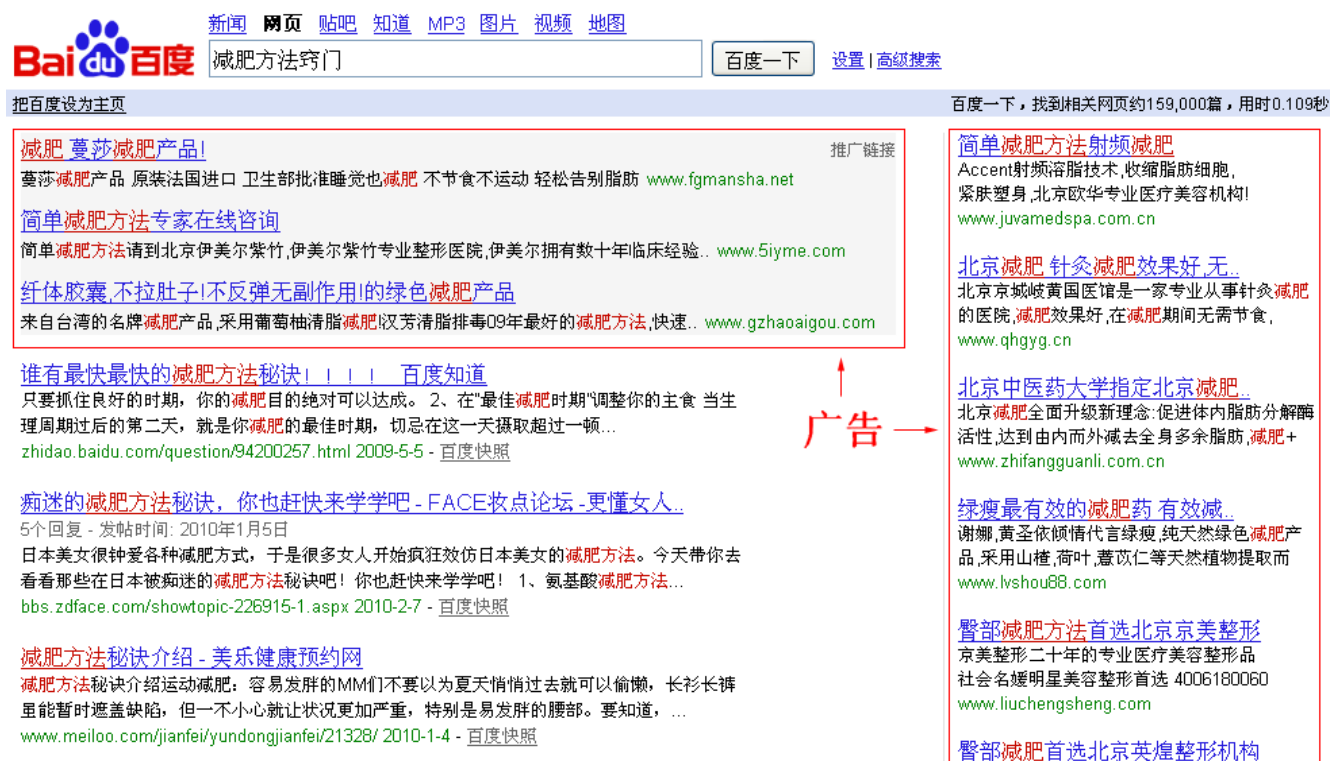 新闻 网页 贴吧 知道 MP3 图片 视频 地图
Bai du 百度 减肥方法窍门 百度一下 设置 | 高级搜索
把百度设为主页 百度一下，找到相关网页约159,000篇，用时0.109秒
减肥 蔓莎减肥产品! 推广链接
蔓莎减肥产品 原装法国进口 卫生部批准睡觉也减肥 不节食不运动 轻松告别脂肪 www.fgmansha.net
简单减肥方法专家在线咨询
简单减肥方法请到北京伊美尔紫竹,伊美尔紫竹专业整形医院,伊美尔拥有数十年临床经验.. www.5iyme.com
纤体胶囊,不拉肚子!不反弹无副作用!的绿色减肥产品
来自台湾的名牌减肥产品,采用葡萄柚清脂减肥!汉芳清脂排毒09年最好的减肥方法,快速.. www.gzhaoaigou.com
谁有最快最快的减肥方法秘诀！！！！ 百度知道
只要抓住良好的时期，你的减肥目的绝对可以达成。 2、在"最佳减肥时期"调整你的主食 当生
理周期过后的第二天，就是你减肥的最佳时期，切忌在这一天摄取超过一顿...
zhidao.baidu.com/question/94200257.html 2009-5-5 - 百度快照
痴迷的减肥方法秘诀，你也赶快来学学吧 - FACE妆点论坛 -更懂女人..
5个回复 - 发帖时间: 2010年1月5日
日本美女很钟爱各种减肥方式，于是很多女人开始疯狂效仿日本美女的减肥方法。今天带你去
看看那些在日本被痴迷的减肥方法秘诀吧！你也赶快来学学吧！ 1、氨基酸减肥方法...
bbs.zdface.com/showtopic-226915-1.aspx 2010-2-7 - 百度快照
减肥方法秘诀介绍 - 美乐健康预约网
减肥方法秘诀介绍运动减肥：容易发胖的MM们不要以为夏天悄悄过去就可以偷懒，长衫长裤
虽能暂时遮盖缺陷，但一不小心就让状况更加严重，特别是易发胖的腰部。要知道，...
www.meiloo.com/jianfei/yundongjianfei/21328/ 2010-1-4 - 百度快照
广告
简单减肥方法射频减肥
Accent射频溶脂技术,收缩脂肪细胞,
紧肤塑身,北京欧华专业医疗美容机构!
www.juvamedspa.com.cn
北京减肥 针灸减肥效果好,无..
北京京城岐黄国医馆是一家专业从事针灸减肥
的医院,减肥效果好,在减肥期间无需节食,
www.qhgyg.cn
北京中医药大学指定北京减肥..
北京减肥全面升级新理念:促进体内脂肪分解酶
活性,达到由内而外减去全身多余脂肪,减肥+
www.zhifangguanli.com.cn
绿瘦最有效的减肥药 有效减..
谢娜,黄圣依倾情代言绿瘦,纯天然绿色减肥产
品,采用山楂,荷叶,薏苡仁等天然植物提取而
www.lvshou88.com
臀部减肥方法首选北京京美整形
京美整形二十年的专业医疗美容整形品
社会名媛明星美容整形首选 4006180060
www.liuchengsheng.com
臀部减肥首选北京英煌整形机构